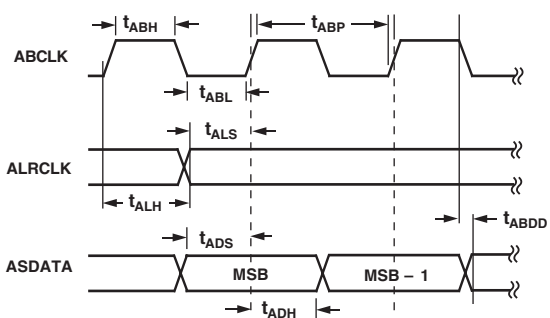 tABH
tABP
ABCLK
tABL
tALS
ALRCLK
tALH
tABDD
tADS
ASDATA
MSB
MSB – 1
tADH